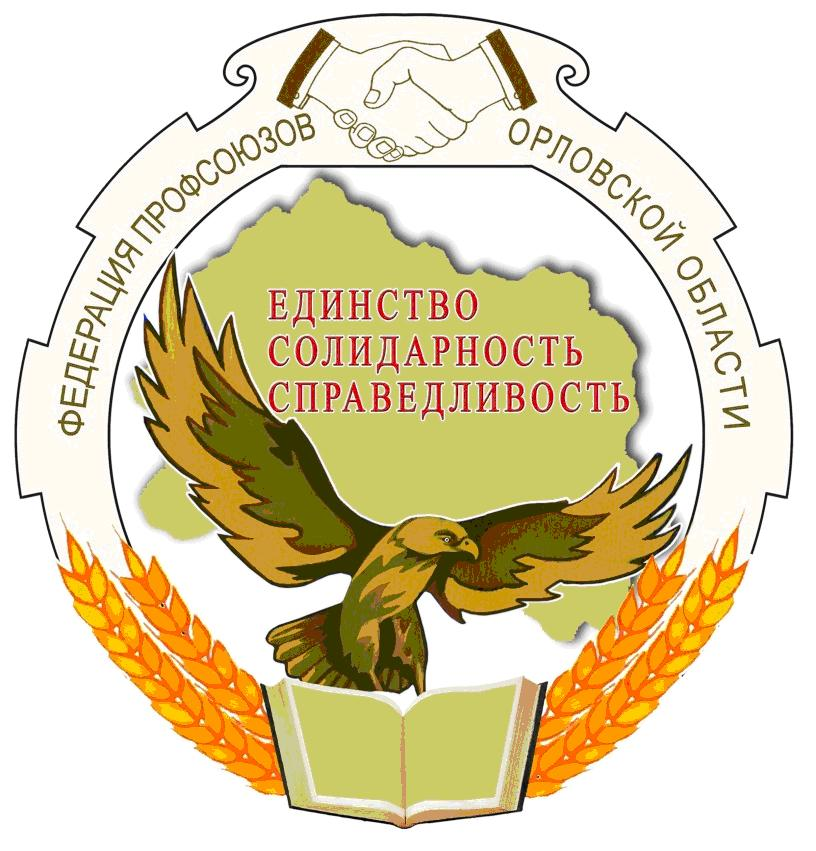 ФЕДЕРАЦИЯ ПРОФСОЮЗОВ ОРЛОВСКОЙ ОБЛАСТИ
ЕДИНСТВО
СОЛИДАРНОСТЬ
СПРАВЕДЛИВОСТЬ